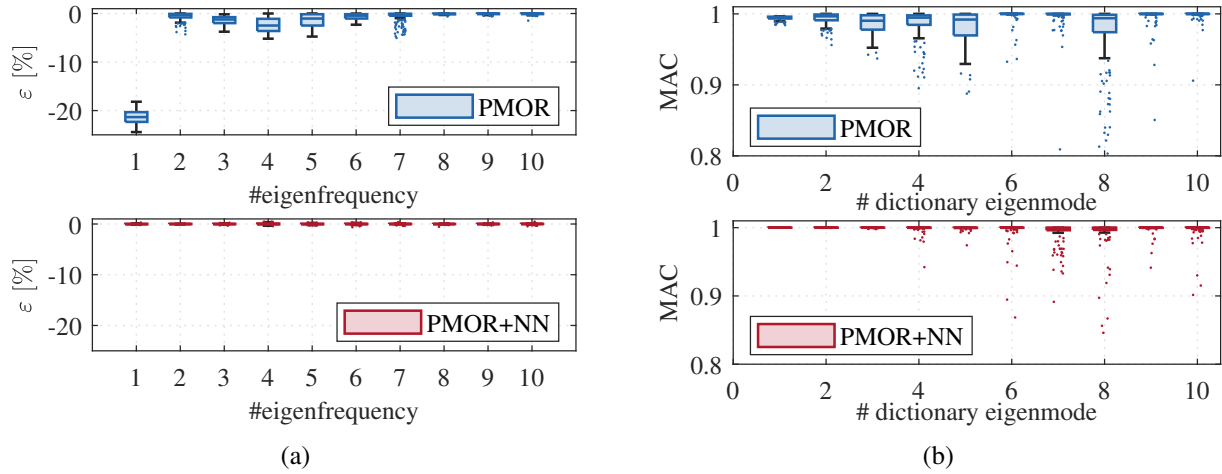 0
-10
-20
ε [%]
PMOR
1 2 3 4 5 6 7 8 9 10
#eigenfrequency
0
-10
-20
ε [%]
PMOR+NN
1 2 3 4 5 6 7 8 9 10
#eigenfrequency
(a)
1
0.9
0.8
MAC
PMOR
0 2 4 6 8 10
# dictionary eigenmode
1
0.9
0.8
MAC
PMOR+NN
0 2 4 6 8 10
# dictionary eigenmode
(b)